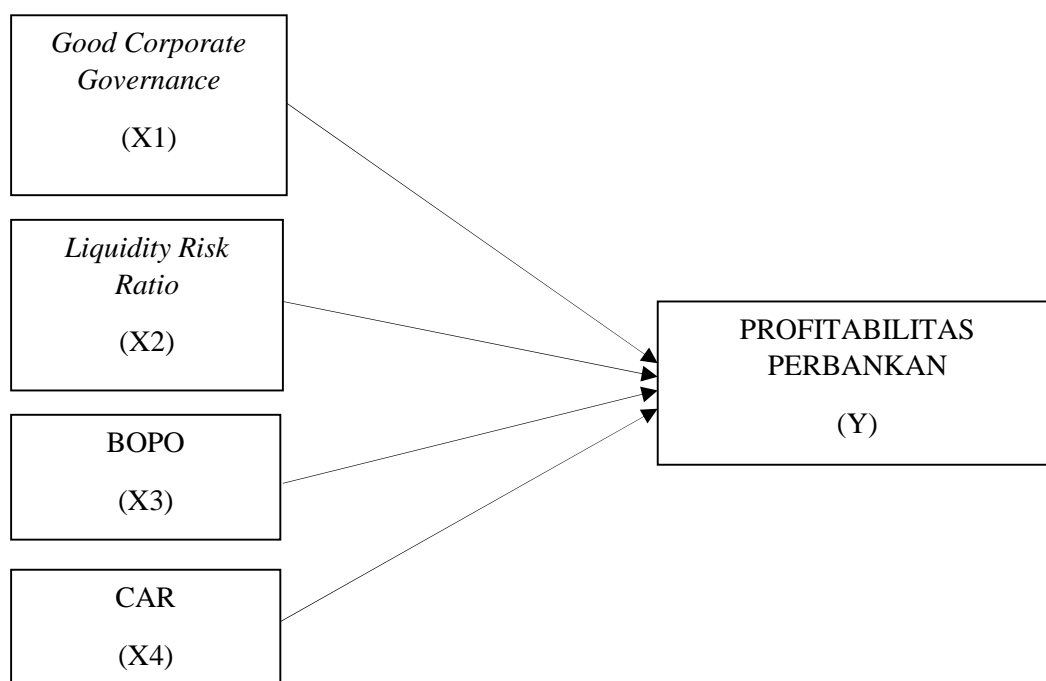 Good Corporate
Governance
(X1)
Liquidity Risk
Ratio
(X2)
BOPO
(X3)
CAR
(X4)
PROFITABILITAS
PERBANKAN
(Y)